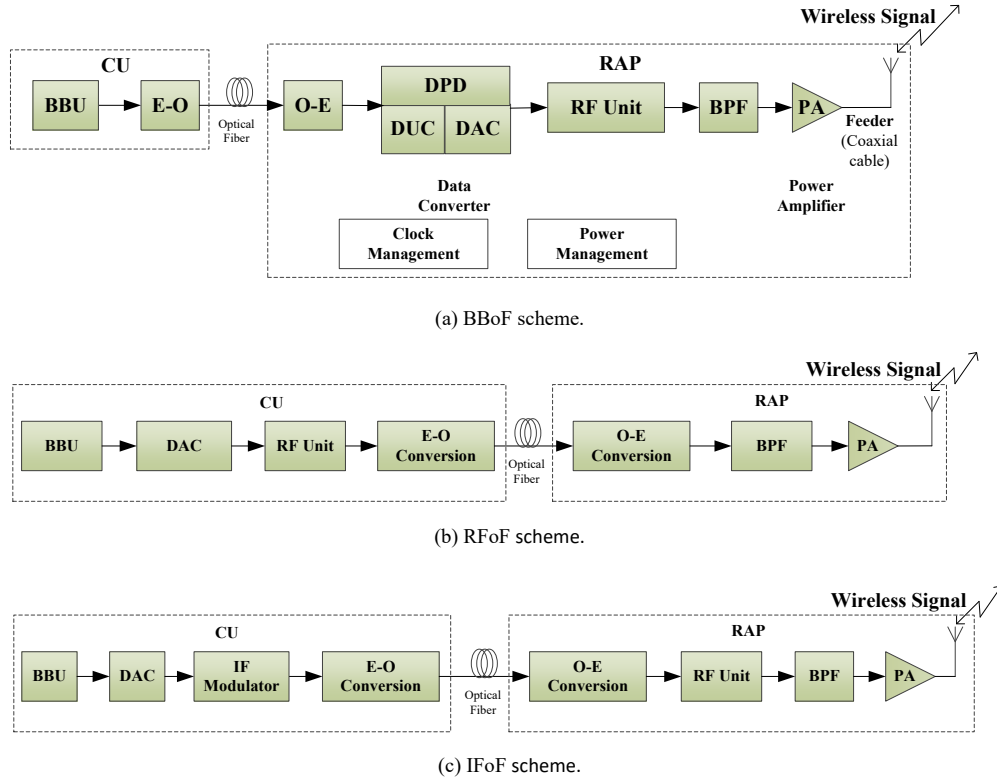 Wireless Signal
CU
RAP
BBU
E-O
Optical
Fiber
O-E
DPD
DUC
DAC
RF Unit
BPF
PA
Feeder
(Coaxial
cable)
Data
Converter
Power
Amplifier
Clock
Management
Power
Management
(a) BBoF scheme.
Wireless Signal
CU
RAP
BBU
DAC
RF Unit
E-O
Conversion
Optical
Fiber
O-E
Conversion
BPF
PA
(b) RFoF scheme.
Wireless Signal
CU
RAP
BBU
DAC
IF
Modulator
E-O
Conversion
Optical
Fiber
O-E
Conversion
RF Unit
BPF
PA
(c) IFoF scheme.